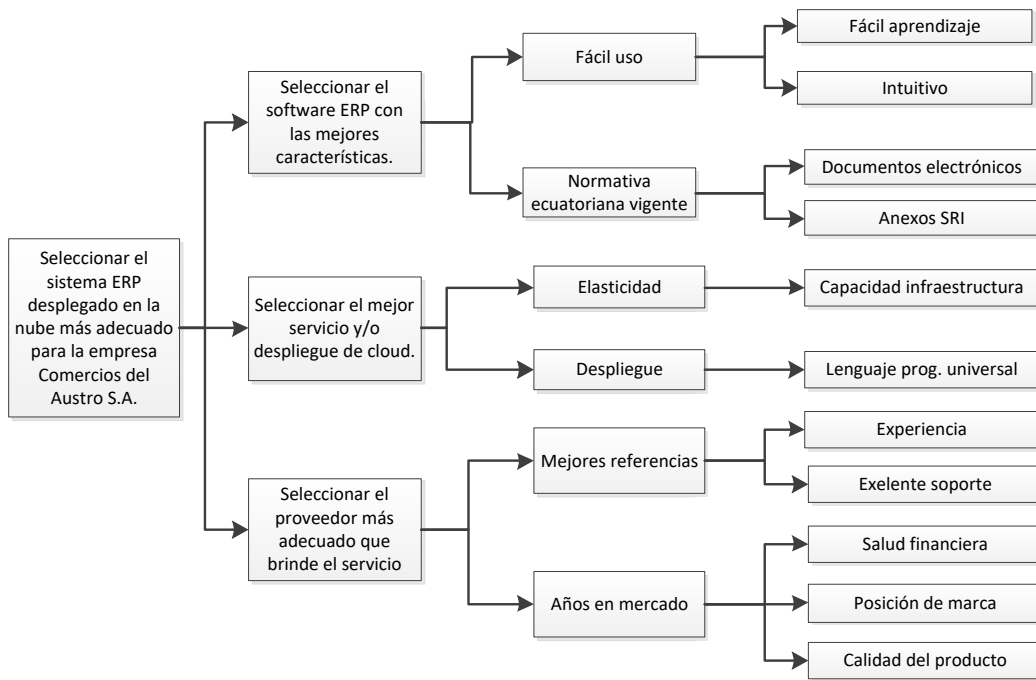 Seleccionar el
sistema ERP
desplegado en la
nube más adecuado
para la empresa
Comercios del
Austro S.A.
Seleccionar el
software ERP con
las mejores
características.
Fácil uso
Fácil aprendizaje
Intuitivo
Normativa
ecuatoriana vigente
Documentos electrónicos
Anexos SRI
Seleccionar el mejor
servicio y/o
despliegue de cloud.
Elasticidad
Capacidad infraestructura
Despliegue
Lenguaje prog. universal
Seleccionar el
proveedor más
adecuado que
brinde el servicio
Mejores referencias
Experiencia
Exelente soporte
Años en mercado
Salud financiera
Posición de marca
Calidad del producto